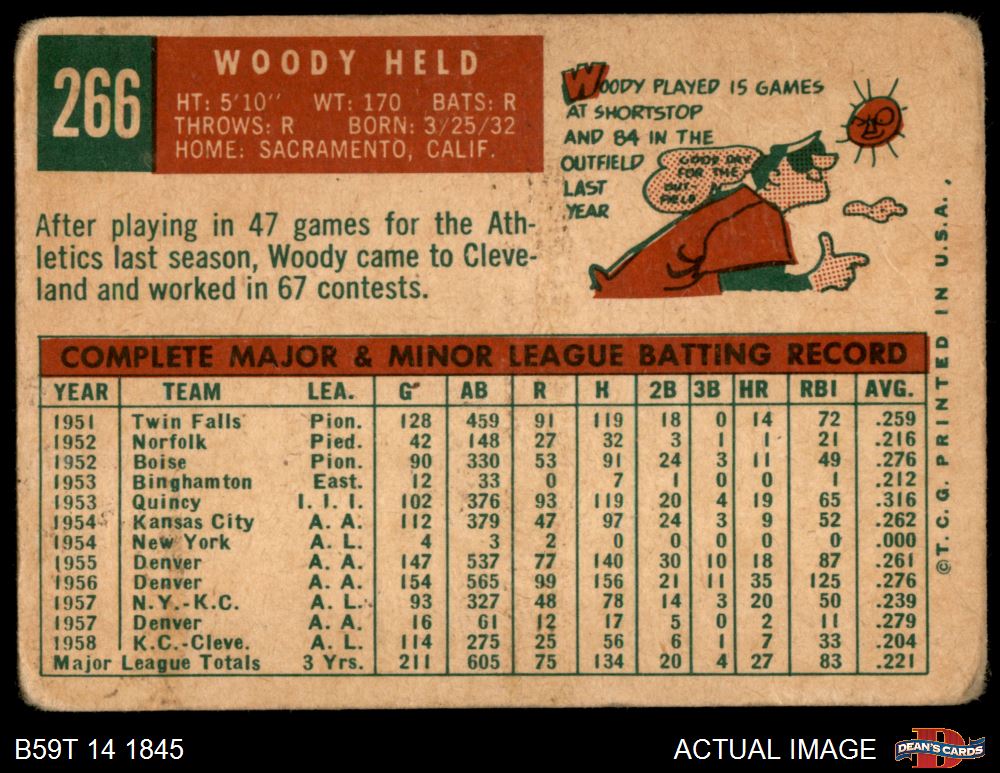 266
WOODY HELD
HT: 5'10" WT: 170 BATS: R
THROWS: R BORN: 3/25/32
HOME: SACRAMENTO, CALIF.
WOODY PLAYED 15 GAMES
AT SHORTSTOP
AND 84 IN THE
OUTFIELD
LAST
YEAR
GOOD DAY
FOR THE
OUT-
FIELD
After playing in 47 games for the Ath-
letics last season, Woody came to Cleve-
land and worked in 67 contests.
COMPLETE MAJOR & MINOR LEAGUE BATTING RECORD
YEAR TEAM LEA. G AB R H 2B 3B HR RBI AVG.
1951 Twin Falls Pion. 128 459 91 119 18 0 14 72 .259
1952 Norfolk Pied. 42 148 27 32 3 1 1 21 .216
1952 Boise Pion. 90 330 53 91 24 3 11 49 .276
1953 Binghamton East. 12 33 0 7 1 0 0 1 .212
1953 Quincy I. I. I. 102 376 93 119 20 4 19 65 .316
1954 Kansas City A. A. 112 379 47 97 24 3 9 52 .262
1954 New York A. L. 4 3 2 0 0 0 0 0 .000
1955 Denver A. A. 147 537 77 140 30 10 18 87 .261
1956 Denver A. A. 154 565 99 156 21 11 35 125 .276
1957 N.Y.-K.C. A. L. 93 327 48 78 14 3 20 50 .239
1957 Denver A. A. 16 61 12 17 5 0 2 11 .279
1958 K.C.-Cleve. A. L. 114 275 25 56 6 1 7 33 .204
Major League Totals 3 Yrs. 211 605 75 134 20 4 27 83 .221
©T. C. G. PRINTED IN U.S.A.
B59T 14 1845
ACTUAL IMAGE
D
DEAN'S CARDS